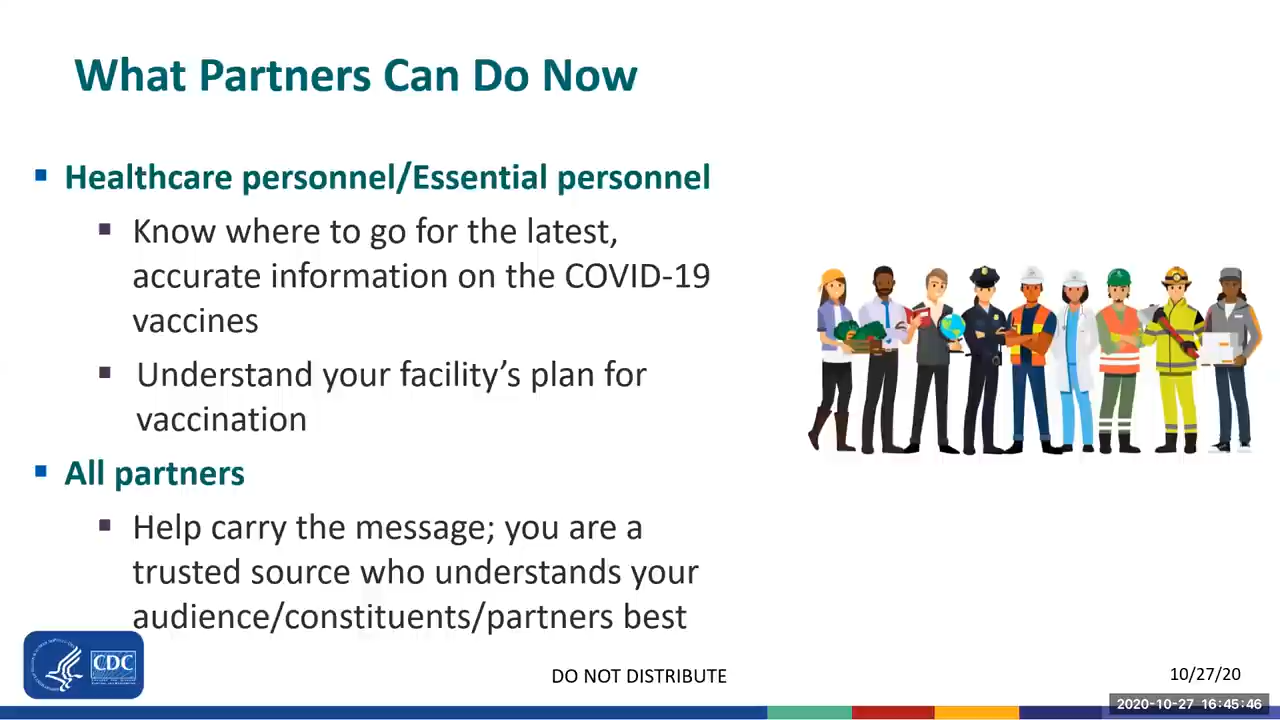 What Partners Can Do Now
▪ Healthcare personnel/Essential personnel
▪ Know where to go for the latest,
accurate information on the COVID-19
vaccines
▪ Understand your facility’s plan for
vaccination
▪ All partners
▪ Help carry the message; you are a
trusted source who understands your
audience/constituents/partners best
CDC
DO NOT DISTRIBUTE
10/27/20
2020-10-27 16:45:46